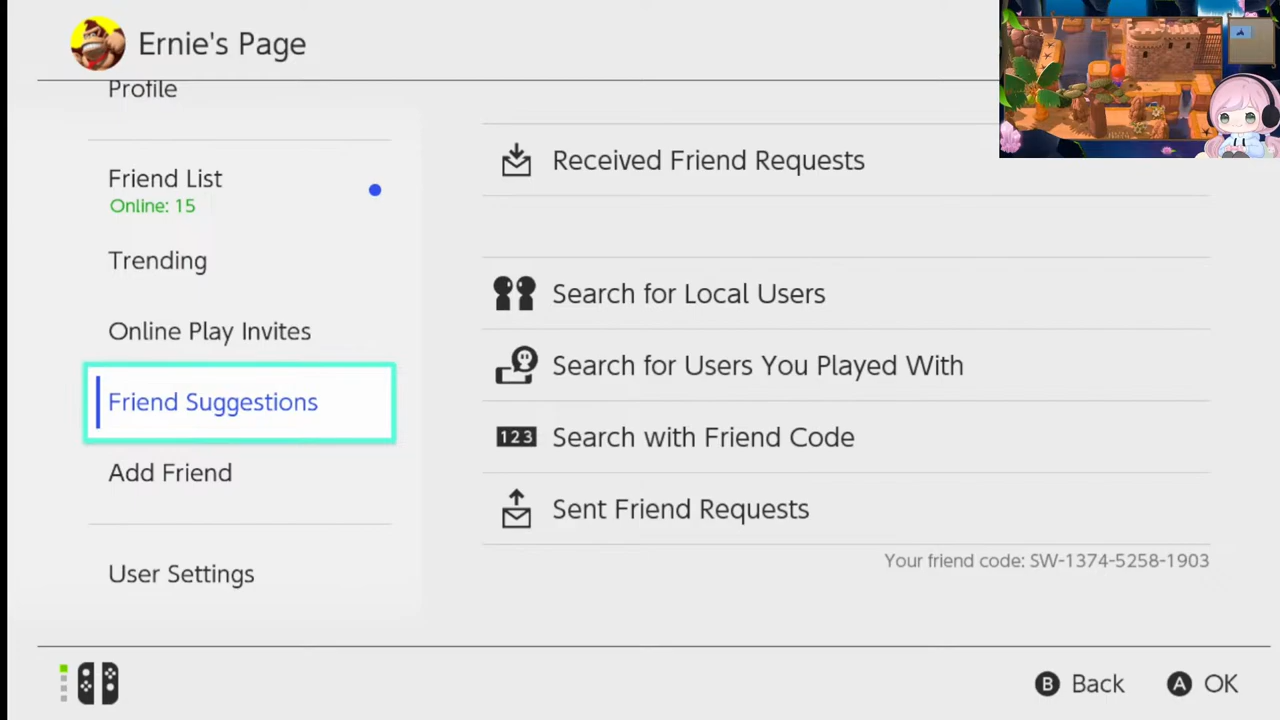 Ernie's Page
Profile
Friend List
Online: 15
Trending
Online Play Invites
Friend Suggestions
Add Friend
User Settings
Received Friend Requests
Search for Local Users
Search for Users You Played With
123 Search with Friend Code
Sent Friend Requests
Your friend code: SW-1374-5258-1903
B Back A OK